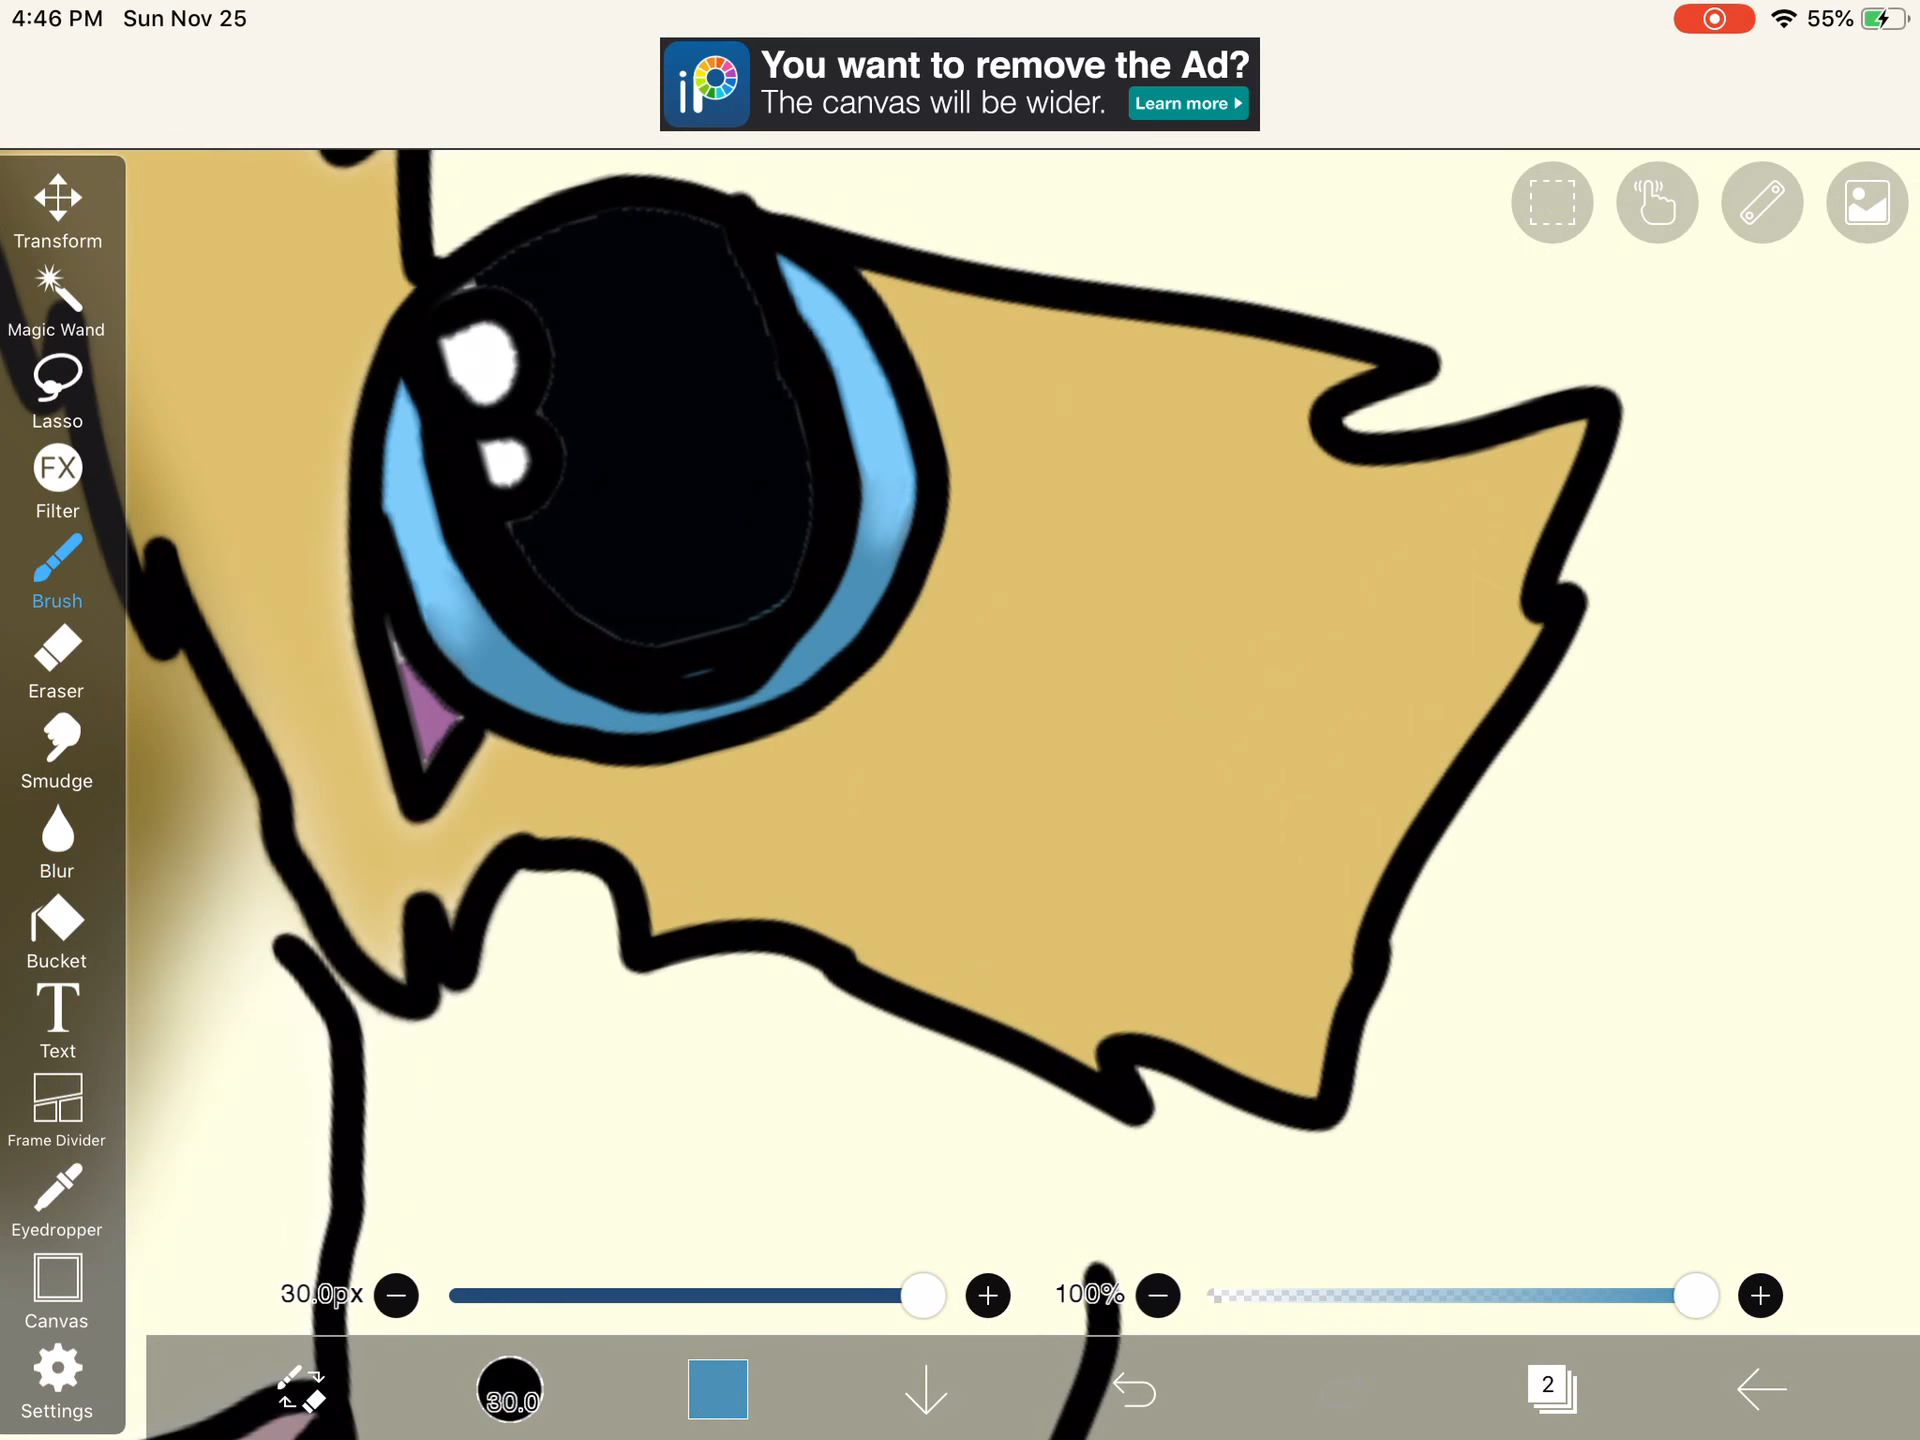 4:46 PM Sun Nov 25
55%
iP
You want to remove the Ad?
The canvas will be wider.
Learn more
Transform
Magic Wand
Lasso
FX
Filter
Brush
Eraser
Smudge
Blur
Bucket
T
Text
Frame Divider
Eyedropper
Canvas
Settings
30.0px
100%
30.0
2